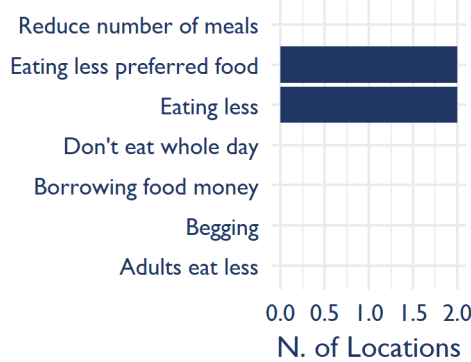 Reduce number of meals
Eating less preferred food
Eating less
Don't eat whole day
Borrowing food money
Begging
Adults eat less
0.0 0.5 1.0 1.5 2.0
N. of Locations